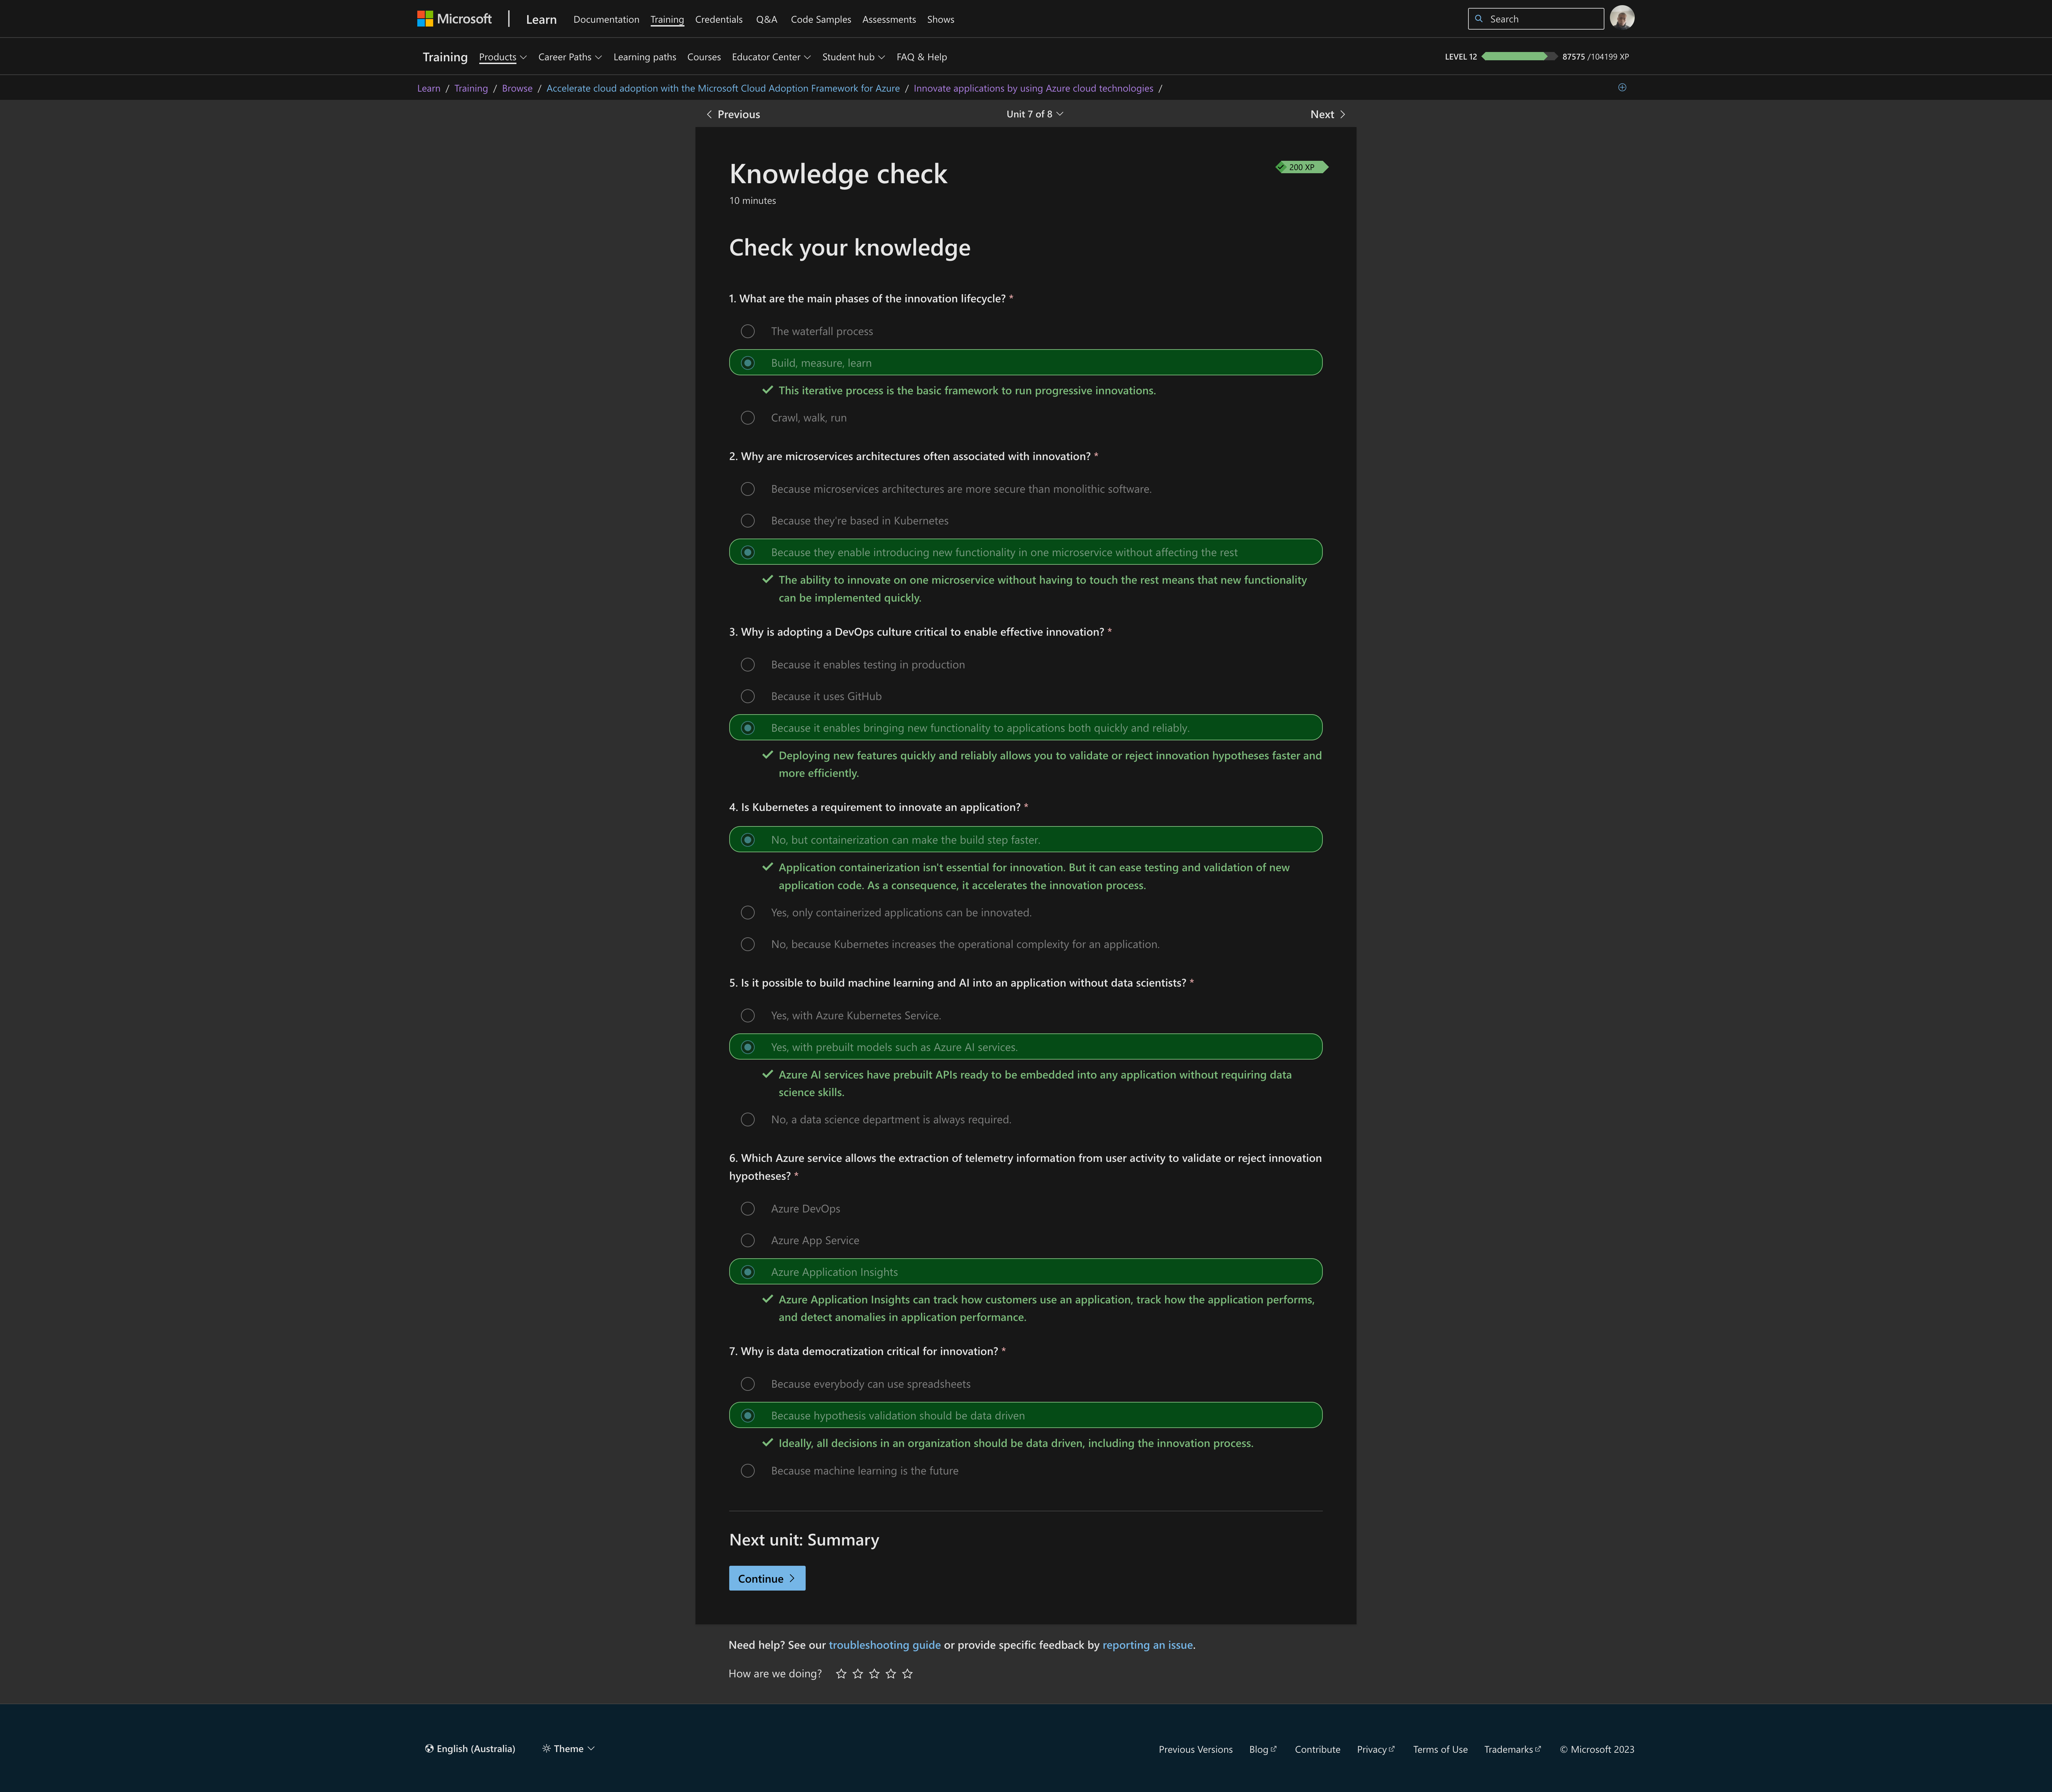 Microsoft Learn Documentation Training Credentials Q&A Code Samples Assessments Shows Search
Training Products Career Paths Learning paths Courses Educator Center Student hub FAQ & Help LEVEL 12 87575 /104199 XP
Learn / Training / Browse / Accelerate cloud adoption with the Microsoft Cloud Adoption Framework for Azure / Innovate applications by using Azure cloud technologies /
Previous Unit 7 of 8 Next
Knowledge check
200 XP
10 minutes
Check your knowledge
1. What are the main phases of the innovation lifecycle? *
The waterfall process
Build, measure, learn
This iterative process is the basic framework to run progressive innovations.
Crawl, walk, run
2. Why are microservices architectures often associated with innovation? *
Because microservices architectures are more secure than monolithic software.
Because they're based in Kubernetes
Because they enable introducing new functionality in one microservice without affecting the rest
The ability to innovate on one microservice without having to touch the rest means that new functionality
can be implemented quickly.
3. Why is adopting a DevOps culture critical to enable effective innovation? *
Because it enables testing in production
Because it uses GitHub
Because it enables bringing new functionality to applications both quickly and reliably.
Deploying new features quickly and reliably allows you to validate or reject innovation hypotheses faster and
more efficiently.
4. Is Kubernetes a requirement to innovate an application? *
No, but containerization can make the build step faster.
Application containerization isn't essential for innovation. But it can ease testing and validation of new
application code. As a consequence, it accelerates the innovation process.
Yes, only containerized applications can be innovated.
No, because Kubernetes increases the operational complexity for an application.
5. Is it possible to build machine learning and AI into an application without data scientists? *
Yes, with Azure Kubernetes Service.
Yes, with prebuilt models such as Azure AI services.
Azure AI services have prebuilt APIs ready to be embedded into any application without requiring data
science skills.
No, a data science department is always required.
6. Which Azure service allows the extraction of telemetry information from user activity to validate or reject innovation
hypotheses? *
Azure DevOps
Azure App Service
Azure Application Insights
Azure Application Insights can track how customers use an application, track how the application performs,
and detect anomalies in application performance.
7. Why is data democratization critical for innovation? *
Because everybody can use spreadsheets
Because hypothesis validation should be data driven
Ideally, all decisions in an organization should be data driven, including the innovation process.
Because machine learning is the future
Next unit: Summary
Continue
Need help? See our troubleshooting guide or provide specific feedback by reporting an issue.
How are we doing?
English (Australia) Theme Previous Versions Blog Contribute Privacy Terms of Use Trademarks © Microsoft 2023